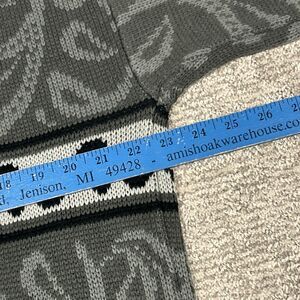 18 19 20 21 22 23 24 25 26
d, Jenison, MI 49428 amishoakwarehouse.com